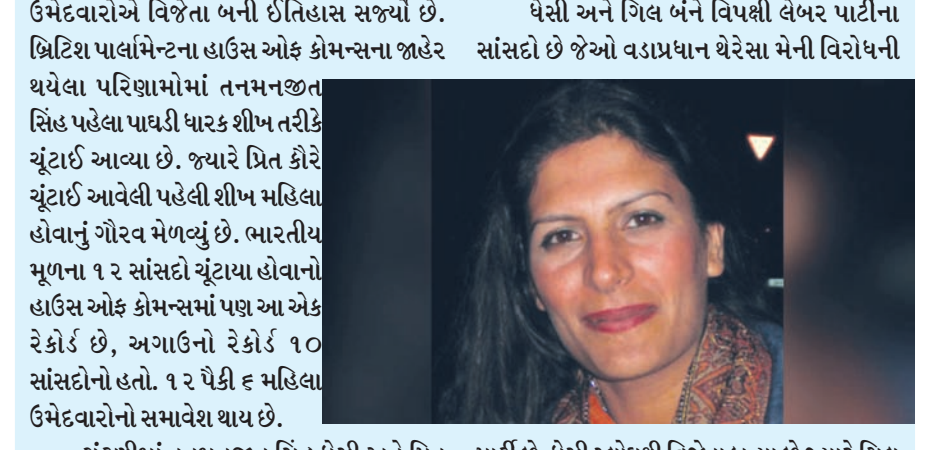 ઉમેદવારોએ વિજેતા બની ઈતિહાસ સર્જ્યો છે.
બ્રિટિશ પાર્લામેન્ટના હાઉસ ઓફ કોમન્સના જાહેર
થયેલા પરિણામોમાં તનમનજીત
સિંહ પહેલા પાઘડી ધારક શીખ તરીકે
ચૂંટાઈ આવ્યા છે. જ્યારે પ્રિત કૌરે
ચૂંટાઈ આવેલી પહેલી શીખ મહિલા
હોવાનું ગૌરવ મેળવ્યું છે. ભારતીય
મૂળના ૧૨ સાંસદો ચૂંટાયા હોવાનો
હાઉસ ઓફ કોમન્સમાં પણ આ એક
રેકોર્ડ છે, અગાઉનો રેકોર્ડ ૧૦
સાંસદોનો હતો. ૧૨ પૈકી ૬ મહિલા
ઉમેદવારોનો સમાવેશ થાય છે.
ધેસી અને ગિલ બંને વિપક્ષી લેબર પાર્ટીના
સાંસદો છે જેઓ વડાપ્રધાન થેરેસા મેની વિરોધની